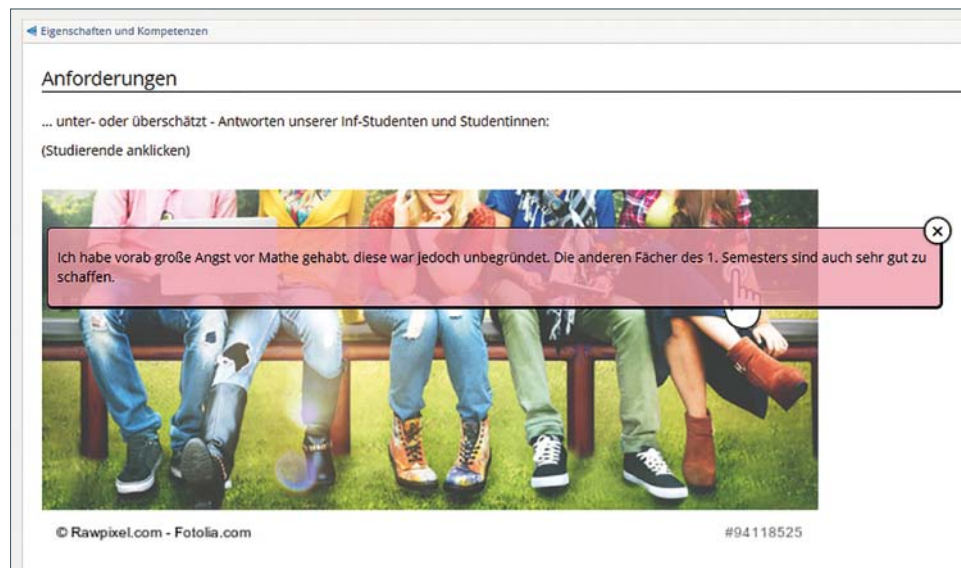 Eigenschaften und Kompetenzen
Anforderungen
... unter- oder überschätzt - Antworten unserer Inf-Studenten und Studentinnen:
(Studierende anklicken)
Ich habe vorab große Angst vor Mathe gehabt, diese war jedoch unbegründet. Die anderen Fächer des 1. Semesters sind auch sehr gut zu
schaffen.
© Rawpixel.com - Fotolia.com #94118525